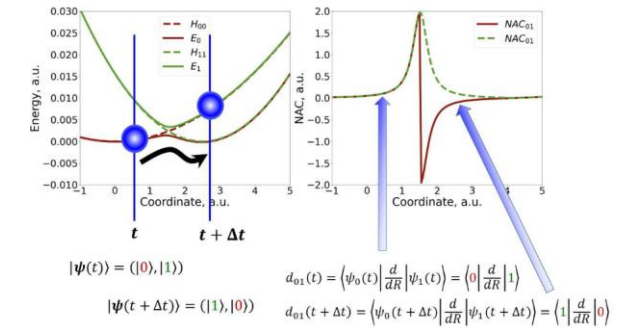 0.030
0.025
0.020
0.015
0.010
0.005
0.000
−0.005
−0.010
Energy, a.u.
H₀₀
E₀
H₁₁
E₁
−1 0 1 2 3 4 5
Coordinate, a.u.
t
t + Δt
2.0
1.5
1.0
0.5
0.0
−0.5
−1.0
−1.5
−2.0
NAC, a.u.
NAC₀₁
NAC₀₁
−1 0 1 2 3 4 5
Coordinate, a.u.
|ψ(t)⟩ = (|0⟩, |1⟩)
|ψ(t + Δt)⟩ = (|1⟩, |0⟩)
d₀₁(t) = ⟨ψ₀(t)|d/dR|ψ₁(t)⟩ = ⟨0|d/dR|1⟩
d₀₁(t + Δt) = ⟨ψ₀(t + Δt)|d/dR|ψ₁(t + Δt)⟩ = ⟨1|d/dR|0⟩